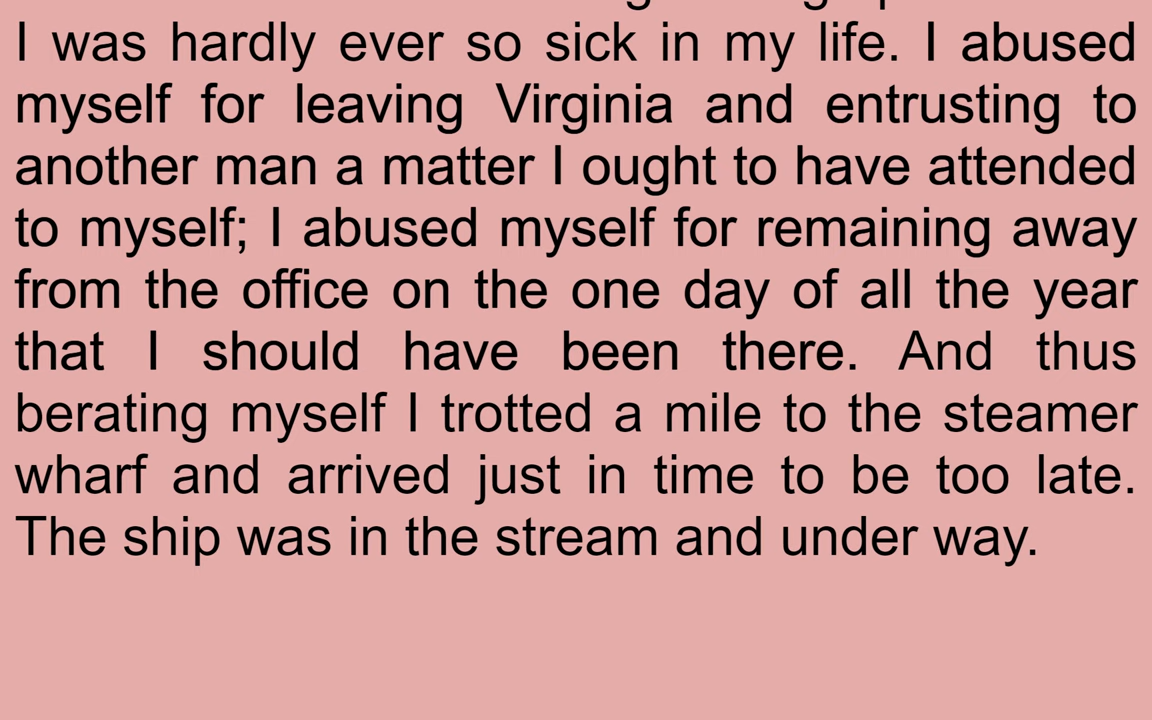 I was hardly ever so sick in my life. I abused
myself for leaving Virginia and entrusting to
another man a matter I ought to have attended
to myself; I abused myself for remaining away
from the office on the one day of all the year
that I should have been there. And thus
berating myself I trotted a mile to the steamer
wharf and arrived just in time to be too late.
The ship was in the stream and under way.